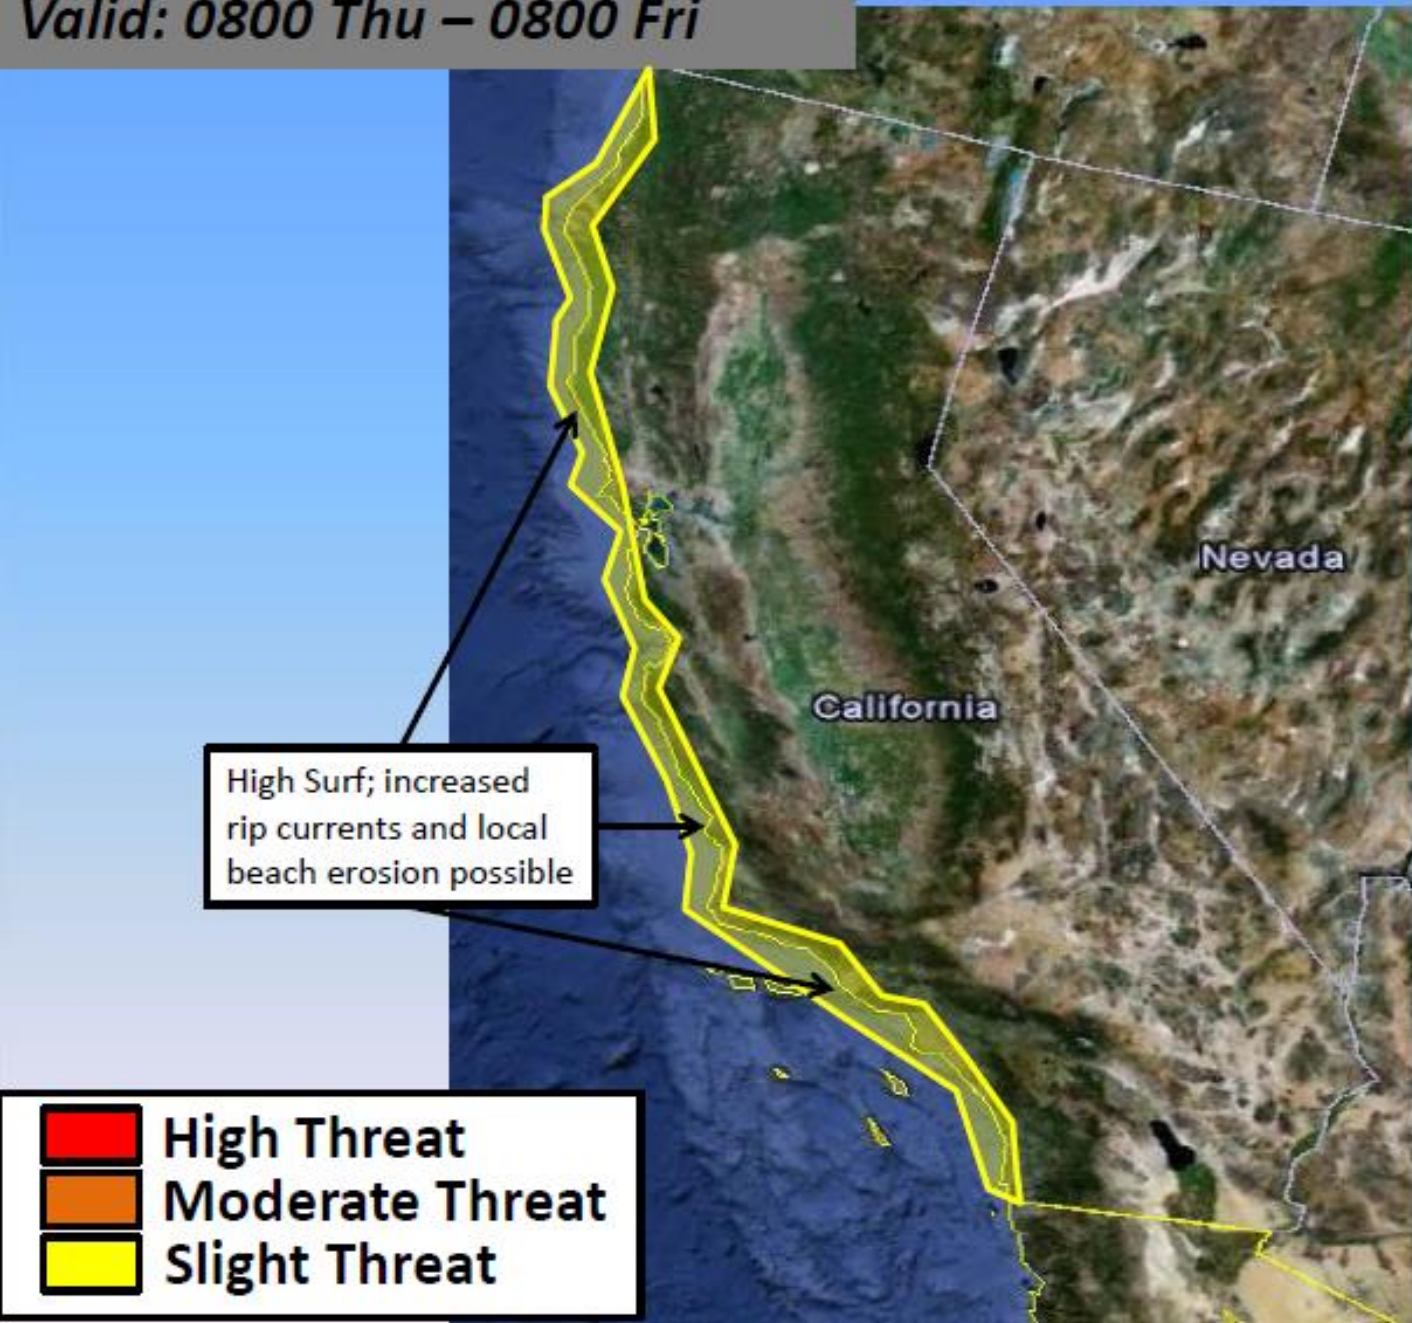 Valid: 0800 Thu – 0800 Fri
Nevada
California
High Surf; increased
rip currents and local
beach erosion possible
High Threat
Moderate Threat
Slight Threat